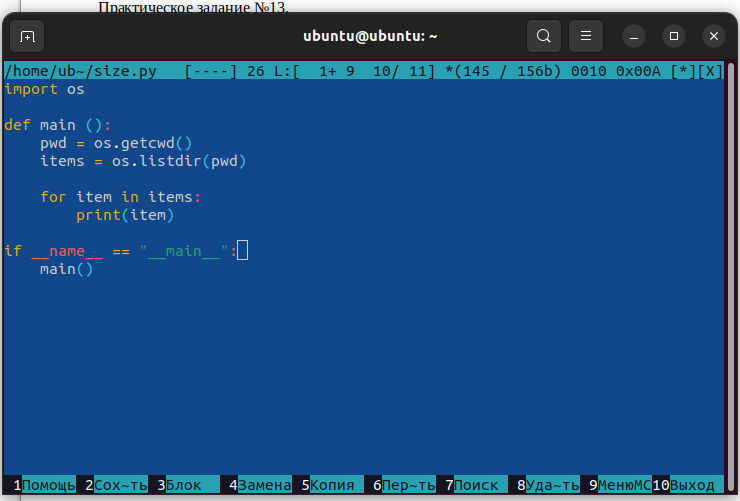 Практическое задание №13.
ubuntu@ubuntu: ~
/home/ub~/size.py   [----] 26 L:[  1+ 9  10/ 11] *(145 / 156b) 0010 0x00A [*][X]
import os
def main ():
    pwd = os.getcwd()
    items = os.listdir(pwd)
    for item in items:
        print(item)
if __name__ == "__main__":
    main()
1Помощь 2Сох~ть 3Блок 4Замена 5Копия 6Пер~ть 7Поиск 8Уда~ть 9МенюMC 10Выход